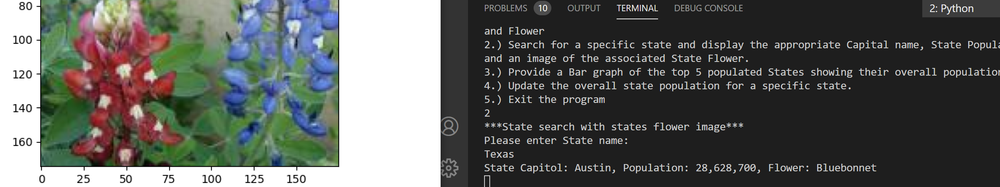 80
100
120
140
160
0 25 50 75 100 125 150
PROBLEMS 10 OUTPUT TERMINAL DEBUG CONSOLE 2: Python
and Flower
2.) Search for a specific state and display the appropriate Capital name, State
and an image of the associated State Flower.
3.) Provide a Bar graph of the top 5 populated States showing their overall population
4.) Update the overall state population for a specific state.
5.) Exit the program
2
***State search with states flower image***
Please enter State name:
Texas
State Capitol: Austin, Population: 28,628,700, Flower: Bluebonnet